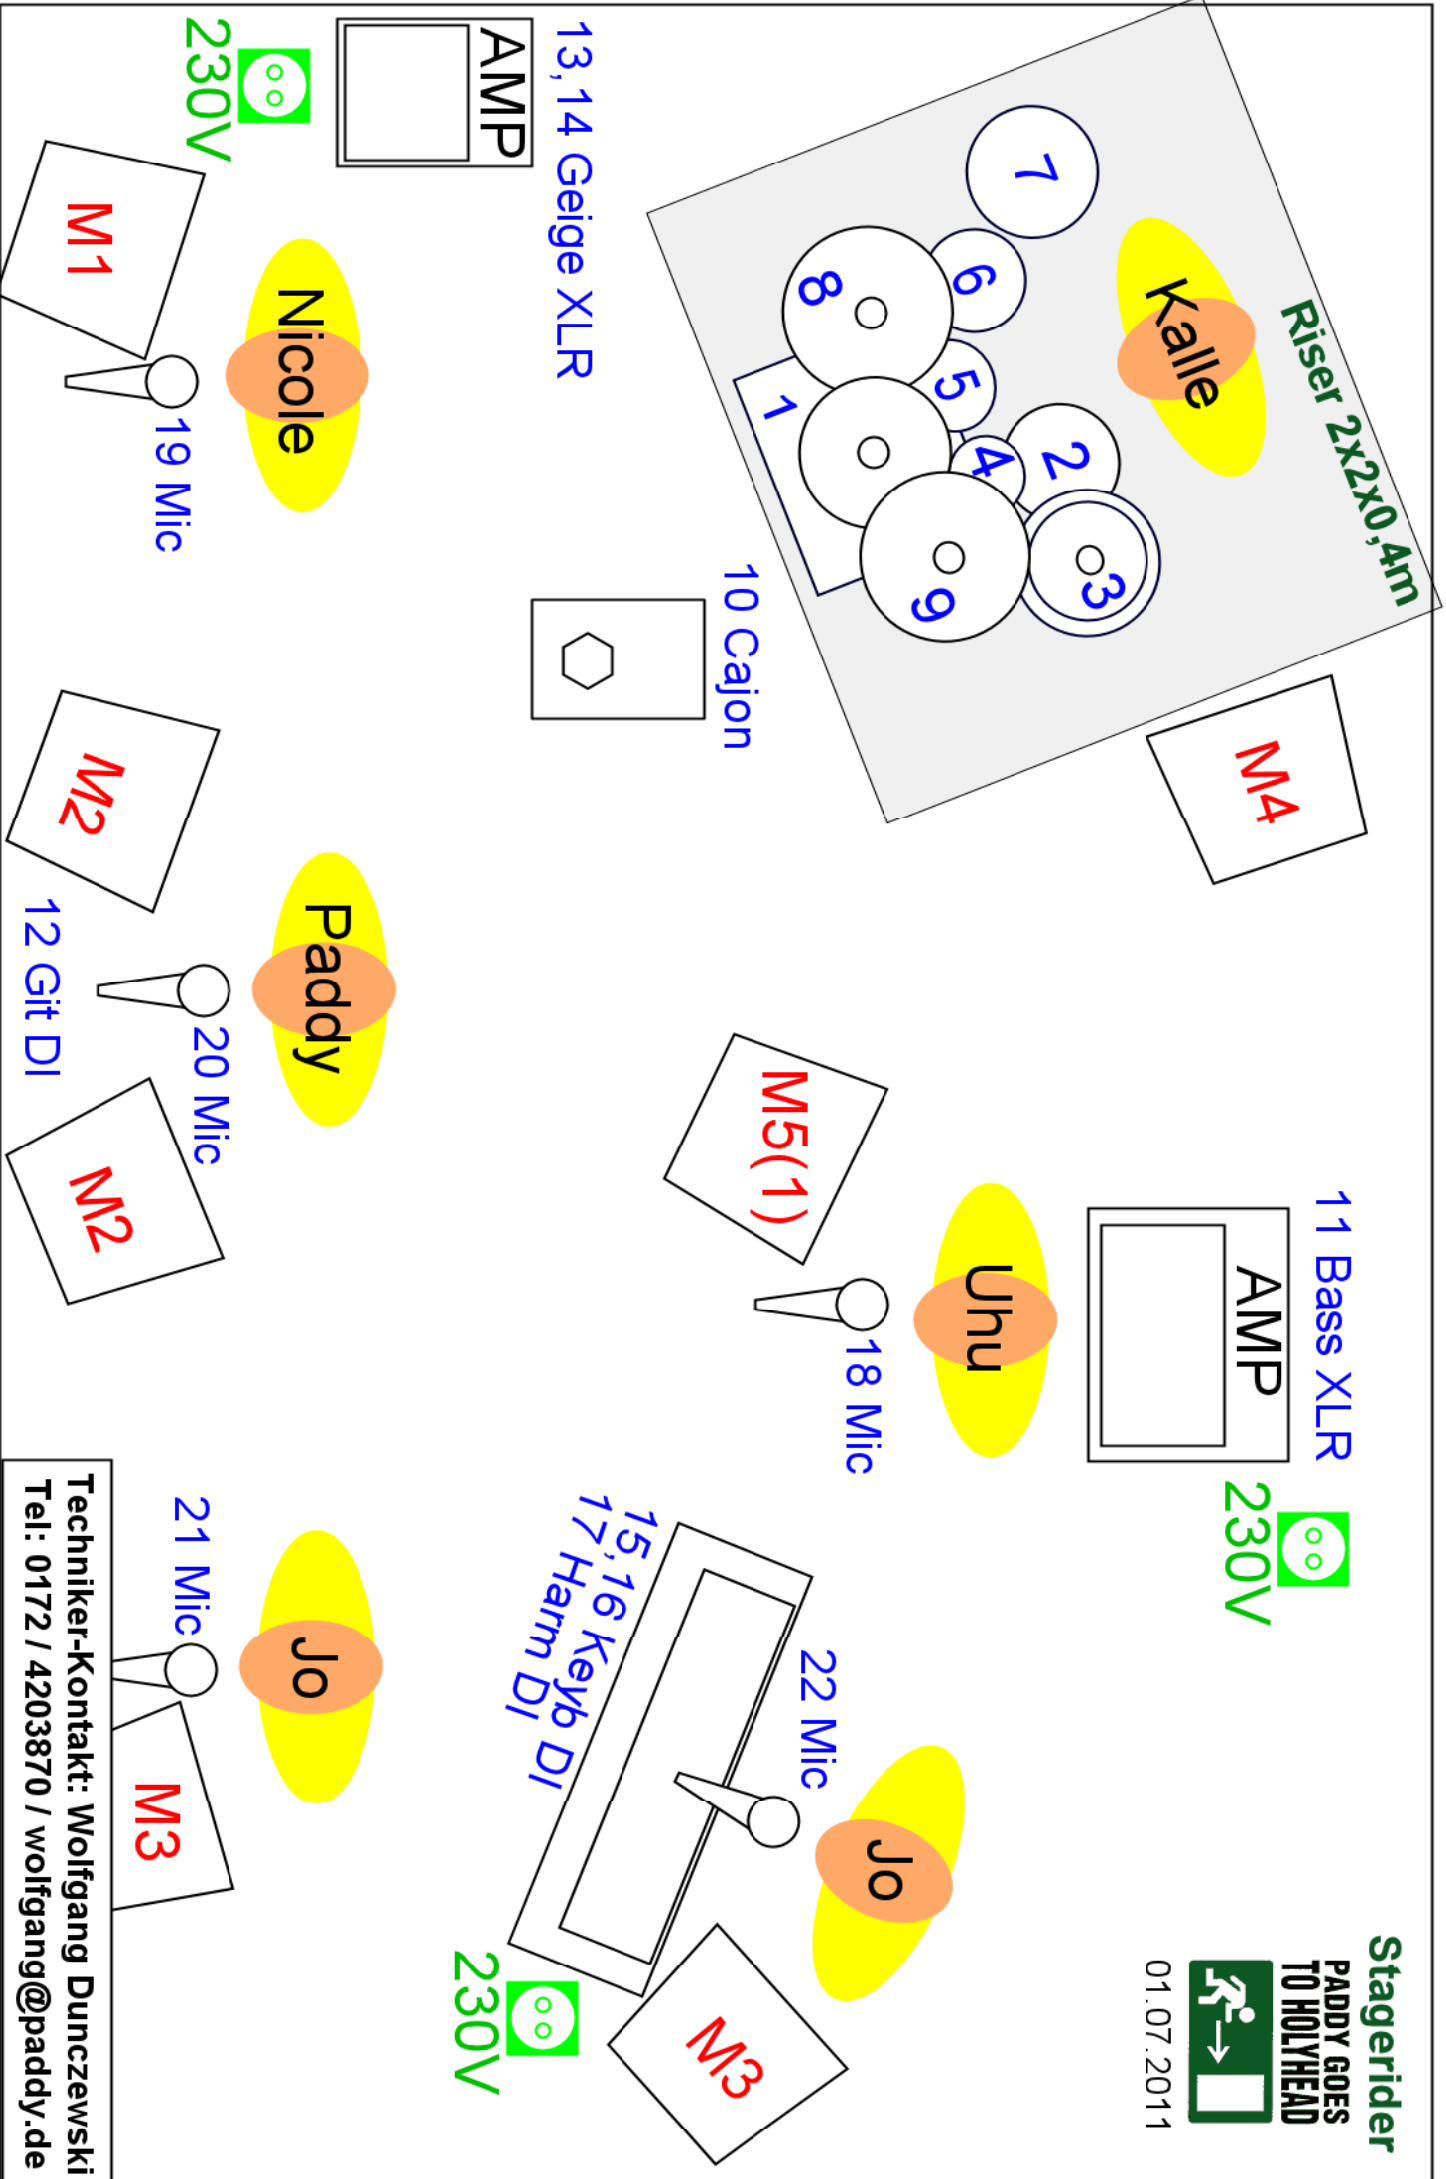 Stagerider
PADDY GOES
TO HOLYHEAD
01.07.2011
Riser 2x2x0,4m
Kalle
7
6
5
4
2
3
8
1
9
M4
11 Bass XLR
AMP
230V
Uhu
18 Mic
M5(1)
10 Cajon
13,14 Geige XLR
AMP
230V
22 Mic
Jo
M3
15,16 Keyb DI
17 Harm DI
230V
Nicole
19 Mic
M1
Paddy
20 Mic
M2
12 Git DI
M2
Jo
21 Mic
M3
Techniker-Kontakt: Wolfgang Dunczewski
Tel: 0172 / 4203870 / wolfgang@paddy.de